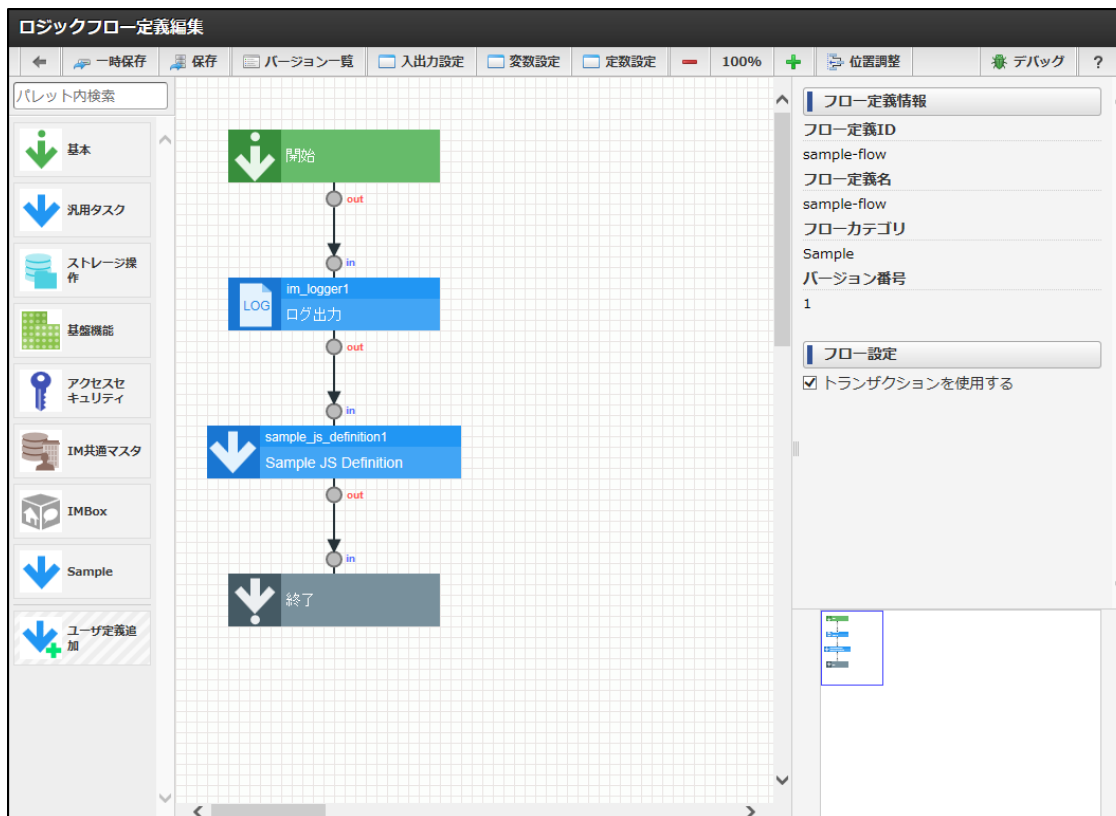 ロジックフロー定義編集
一時保存 保存 バージョン一覧 入出力設定 変数設定 定数設定 100% 位置調整 デバッグ ?
パレット内検索
基本
汎用タスク
ストレージ操
作
基盤機能
アクセスセ
キュリティ
IM共通マスタ
IMBox
Sample
ユーザ定義追
加
開始
out
in
im_logger1
LOG
ログ出力
out
in
sample_js_definition1
Sample JS Definition
out
in
終了
フロー定義情報
フロー定義ID
sample-flow
フロー定義名
sample-flow
フローカテゴリ
Sample
バージョン番号
1
フロー設定
トランザクションを使用する